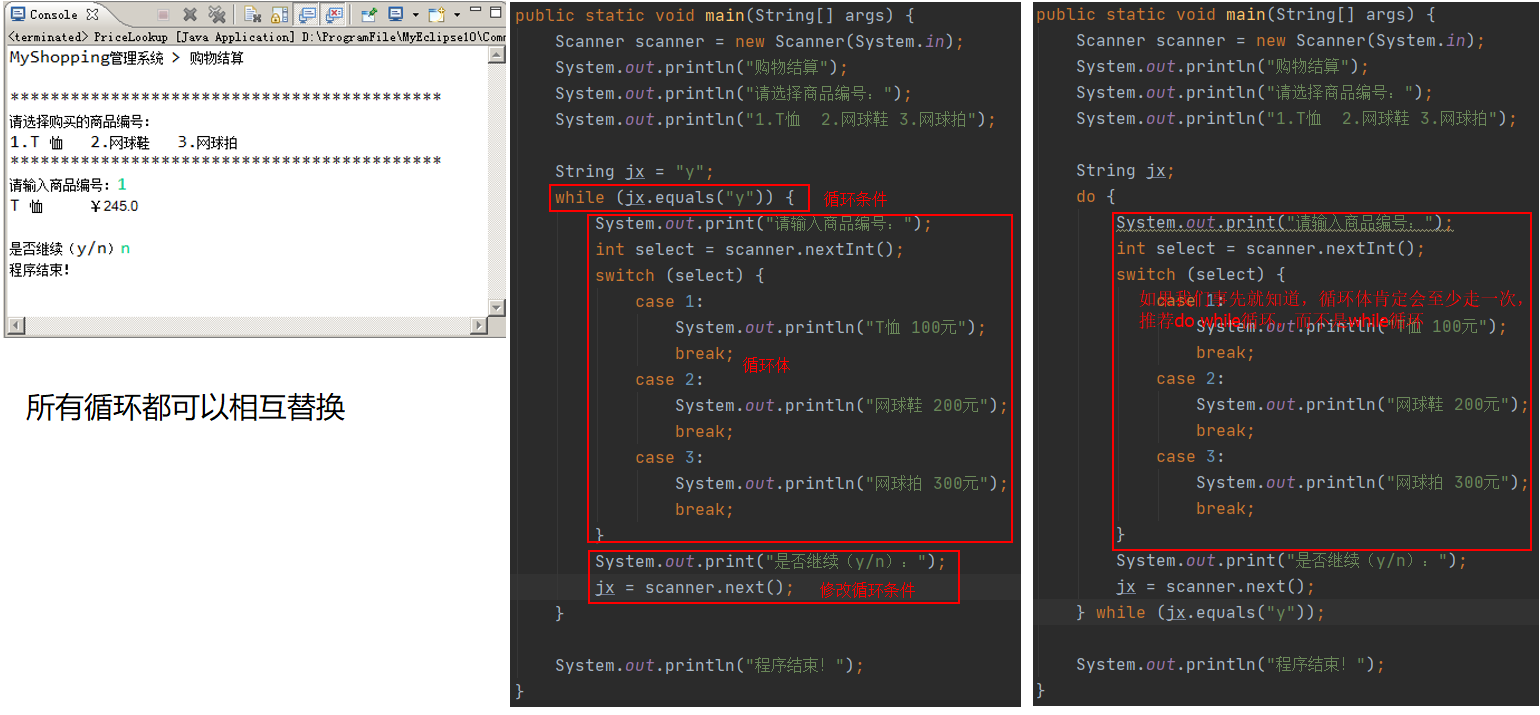 Console
<terminated> PriceLookup [Java Application] D:\ProgramFile\MyEclipse10\Comm
MyShopping管理系统 > 购物结算
******************************************
请选择购买的商品编号：
1.T 恤 2.网球鞋 3.网球拍
******************************************
请输入商品编号：1
T 恤 ￥245.0
是否继续（y/n）n
程序结束！
所有循环都可以相互替换
public static void main(String[] args) {
Scanner scanner = new Scanner(System.in);
System.out.println("购物结算");
System.out.println("请选择商品编号：");
System.out.println("1.T恤 2.网球鞋 3.网球拍");
String jx = "y";
while (jx.equals("y")) { 循环条件
System.out.print("请输入商品编号：");
int select = scanner.nextInt();
switch (select) {
case 1:
System.out.println("T恤 100元");
break;
循环体
case 2:
System.out.println("网球鞋 200元");
break;
case 3:
System.out.println("网球拍 300元");
break;
}
System.out.print("是否继续（y/n）：");
jx = scanner.next(); 修改循环条件
}
System.out.println("程序结束！");
}
public static void main(String[] args) {
Scanner scanner = new Scanner(System.in);
System.out.println("购物结算");
System.out.println("请选择商品编号：");
System.out.println("1.T恤 2.网球鞋 3.网球拍");
String jx;
do {
System.out.print("请输入商品编号：");
int select = scanner.nextInt();
switch (select) {
如果我们事先就知道，循环体肯定会至少走一次，
推荐do while循环，而不是while循环
case 1:
System.out.println("T恤 100元");
break;
case 2:
System.out.println("网球鞋 200元");
break;
case 3:
System.out.println("网球拍 300元");
break;
}
System.out.print("是否继续（y/n）：");
jx = scanner.next();
} while (jx.equals("y"));
System.out.println("程序结束！");
}